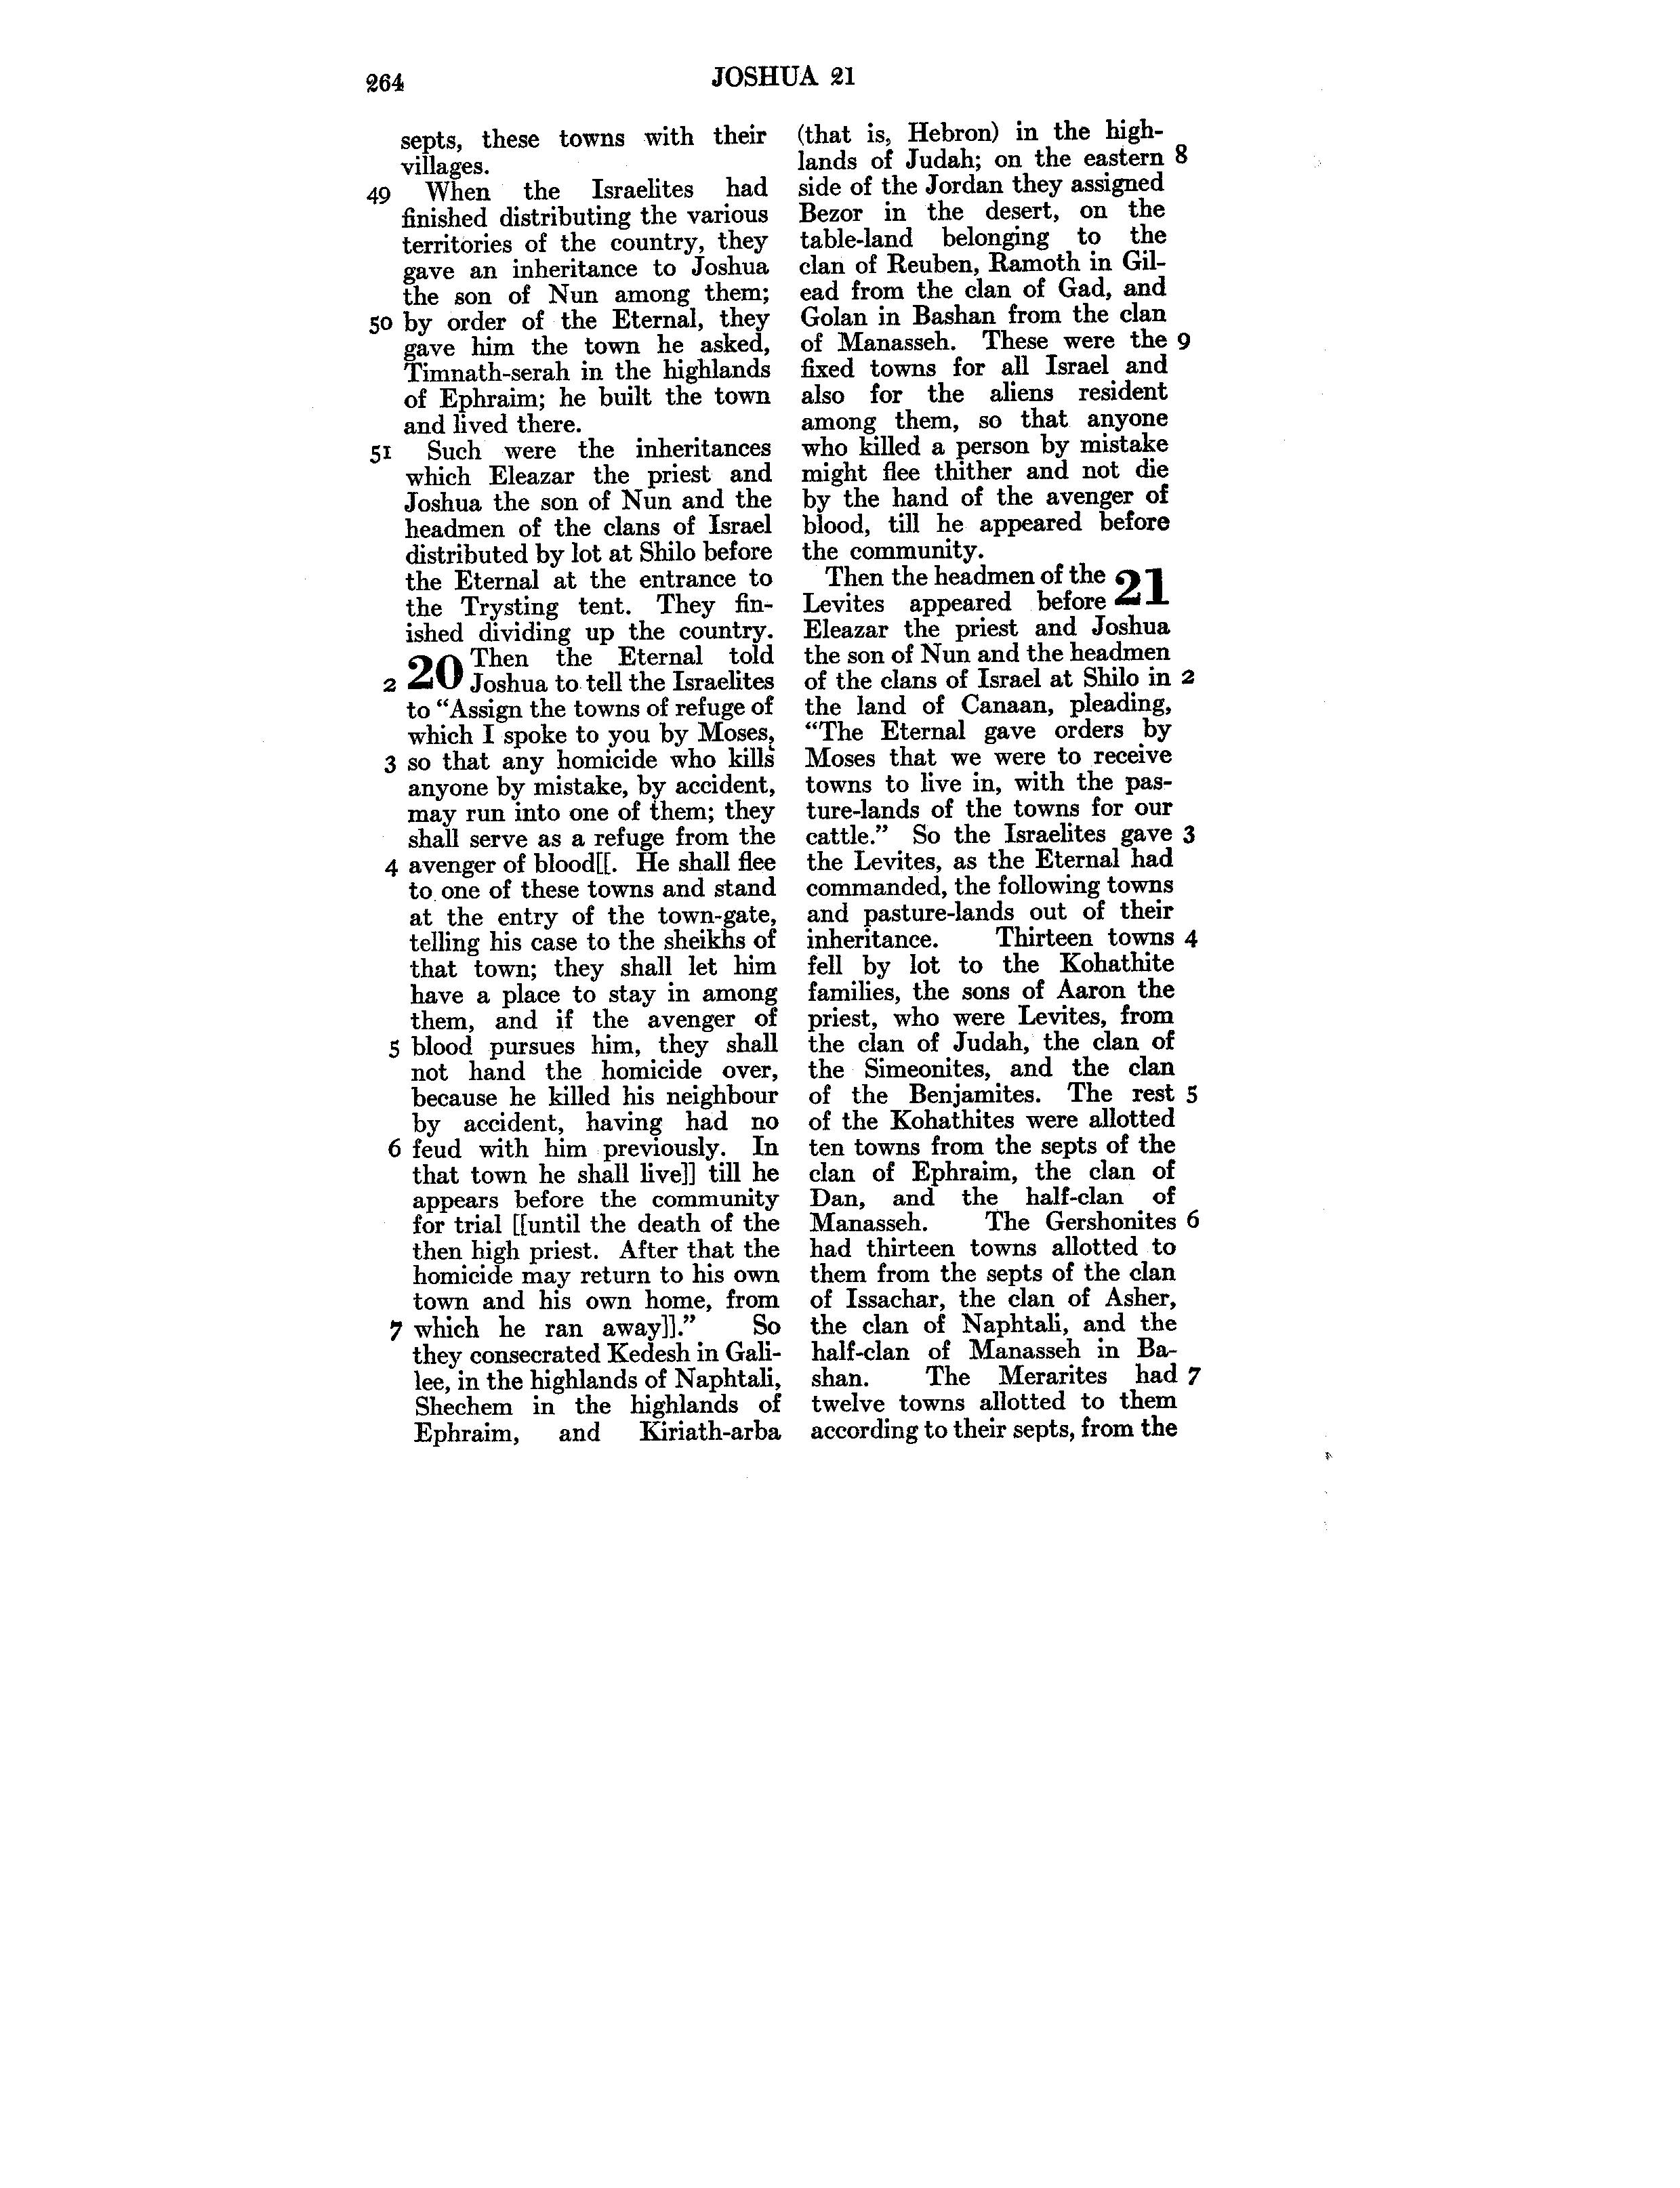 264
JOSHUA 21
septs, these towns with their
villages.
49 When the Israelites had
finished distributing the various
territories of the country, they
gave an inheritance to Joshua
the son of Nun among them;
50 by order of the Eternal, they
gave him the town he asked,
Timnath-serah in the highlands
of Ephraim; he built the town
and lived there.
51 Such were the inheritances
which Eleazar the priest and
Joshua the son of Nun and the
headmen of the clans of Israel
distributed by lot at Shilo before
the Eternal at the entrance to
the Trysting tent. They fin-
ished dividing up the country.
20 Then the Eternal told
2 Joshua to tell the Israelites
to “Assign the towns of refuge of
which I spoke to you by Moses,
3 so that any homicide who kills
anyone by mistake, by accident,
may run into one of them; they
shall serve as a refuge from the
4 avenger of blood[[. He shall flee
to one of these towns and stand
at the entry of the town-gate,
telling his case to the sheikhs of
that town; they shall let him
have a place to stay in among
them, and if the avenger of
5 blood pursues him, they shall
not hand the homicide over,
because he killed his neighbour
by accident, having had no
6 feud with him previously. In
that town he shall live]] till he
appears before the community
for trial [[until the death of the
then high priest. After that the
homicide may return to his own
town and his own home, from
7 which he ran away]].” So
they consecrated Kedesh in Gali-
lee, in the highlands of Naphtali,
Shechem in the highlands of
Ephraim, and Kiriath-arba
(that is, Hebron) in the high-
lands of Judah; on the eastern 8
side of the Jordan they assigned
Bezor in the desert, on the
table-land belonging to the
clan of Reuben, Ramoth in Gil-
ead from the clan of Gad, and
Golan in Bashan from the clan
of Manasseh. These were the 9
fixed towns for all Israel and
also for the aliens resident
among them, so that anyone
who killed a person by mistake
might flee thither and not die
by the hand of the avenger of
blood, till he appeared before
the community.
Then the headmen of the 21
Levites appeared before
Eleazar the priest and Joshua
the son of Nun and the headmen
of the clans of Israel at Shilo in 2
the land of Canaan, pleading,
“The Eternal gave orders by
Moses that we were to receive
towns to live in, with the pas-
ture-lands of the towns for our
cattle.” So the Israelites gave 3
the Levites, as the Eternal had
commanded, the following towns
and pasture-lands out of their
inheritance. Thirteen towns 4
fell by lot to the Kohathite
families, the sons of Aaron the
priest, who were Levites, from
the clan of Judah, the clan of
the Simeonites, and the clan
of the Benjamites. The rest 5
of the Kohathites were allotted
ten towns from the septs of the
clan of Ephraim, the clan of
Dan, and the half-clan of
Manasseh. The Gershonites 6
had thirteen towns allotted to
them from the septs of the clan
of Issachar, the clan of Asher,
the clan of Naphtali, and the
half-clan of Manasseh in Ba-
shan. The Merarites had 7
twelve towns allotted to them
according to their septs, from the